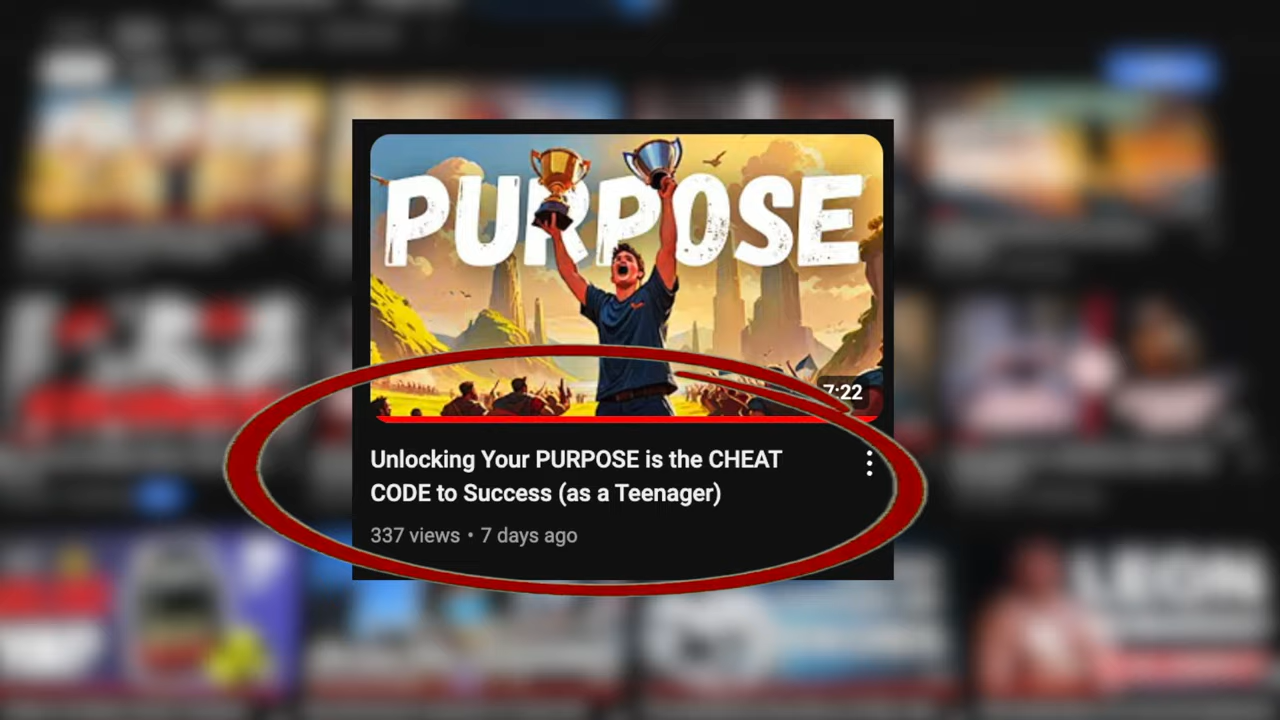 PURPOSE
7:22
Unlocking Your PURPOSE is the CHEAT
CODE to Success (as a Teenager)
337 views • 7 days ago
LEON